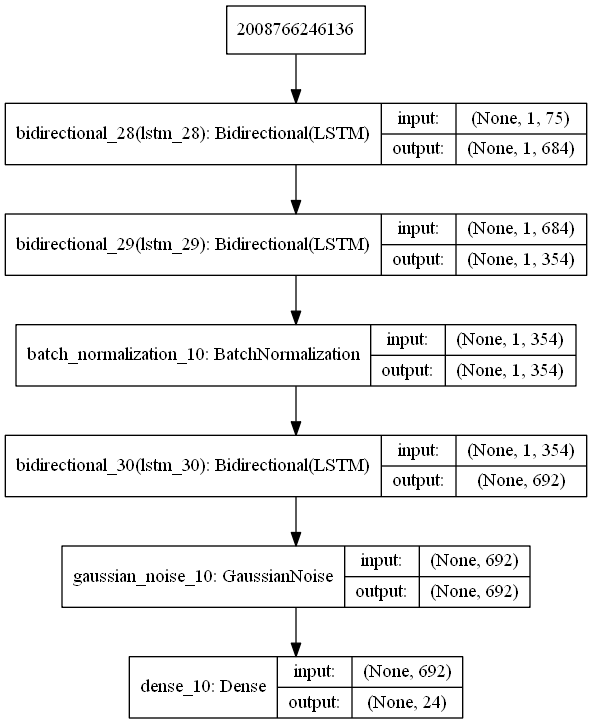 2008766246136
bidirectional_28(lstm_28): Bidirectional(LSTM)
input: (None, 1, 75)
output: (None, 1, 684)
bidirectional_29(lstm_29): Bidirectional(LSTM)
input: (None, 1, 684)
output: (None, 1, 354)
batch_normalization_10: BatchNormalization
input: (None, 1, 354)
output: (None, 1, 354)
bidirectional_30(lstm_30): Bidirectional(LSTM)
input: (None, 1, 354)
output: (None, 692)
gaussian_noise_10: GaussianNoise
input: (None, 692)
output: (None, 692)
dense_10: Dense
input: (None, 692)
output: (None, 24)